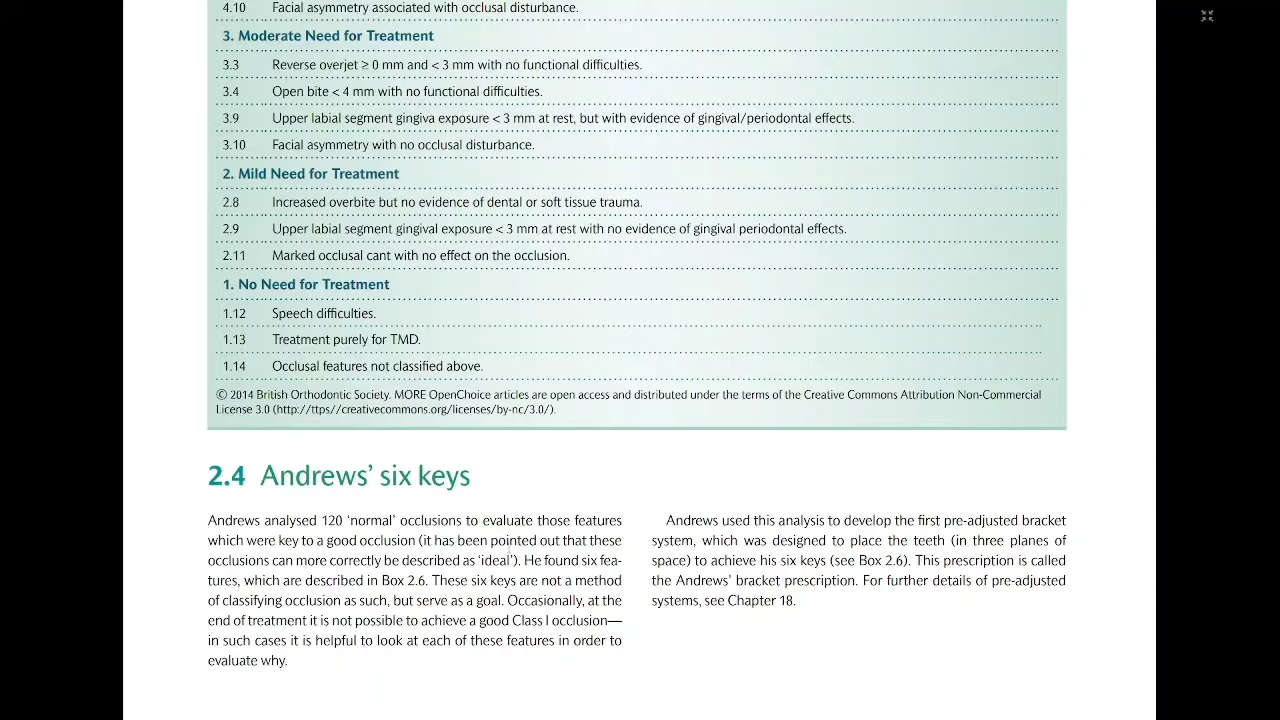 4.10 Facial asymmetry associated with occlusal disturbance.
3. Moderate Need for Treatment
3.3 Reverse overjet ≥ 0 mm and < 3 mm with no functional difficulties.
3.4 Open bite < 4 mm with no functional difficulties.
3.9 Upper labial segment gingiva exposure < 3 mm at rest, but with evidence of gingival/periodontal effects.
3.10 Facial asymmetry with no occlusal disturbance.
2. Mild Need for Treatment
2.8 Increased overbite but no evidence of dental or soft tissue trauma.
2.9 Upper labial segment gingival exposure < 3 mm at rest with no evidence of gingival periodontal effects.
2.11 Marked occlusal cant with no effect on the occlusion.
1. No Need for Treatment
1.12 Speech difficulties.
1.13 Treatment purely for TMD.
1.14 Occlusal features not classified above.
© 2014 British Orthodontic Society. MORE OpenChoice articles are open access and distributed under the terms of the Creative Commons Attribution Non-Commercial
License 3.0 (http://ttps//creativecommons.org/licenses/by-nc/3.0/).
2.4 Andrews' six keys
Andrews analysed 120 'normal' occlusions to evaluate those features
which were key to a good occlusion (it has been pointed out that these
occlusions can more correctly be described as 'ideal'). He found six fea-
tures, which are described in Box 2.6. These six keys are not a method
of classifying occlusion as such, but serve as a goal. Occasionally, at the
end of treatment it is not possible to achieve a good Class I occlusion—
in such cases it is helpful to look at each of these features in order to
evaluate why.
Andrews used this analysis to develop the first pre-adjusted bracket
system, which was designed to place the teeth (in three planes of
space) to achieve his six keys (see Box 2.6). This prescription is called
the Andrews' bracket prescription. For further details of pre-adjusted
systems, see Chapter 18.